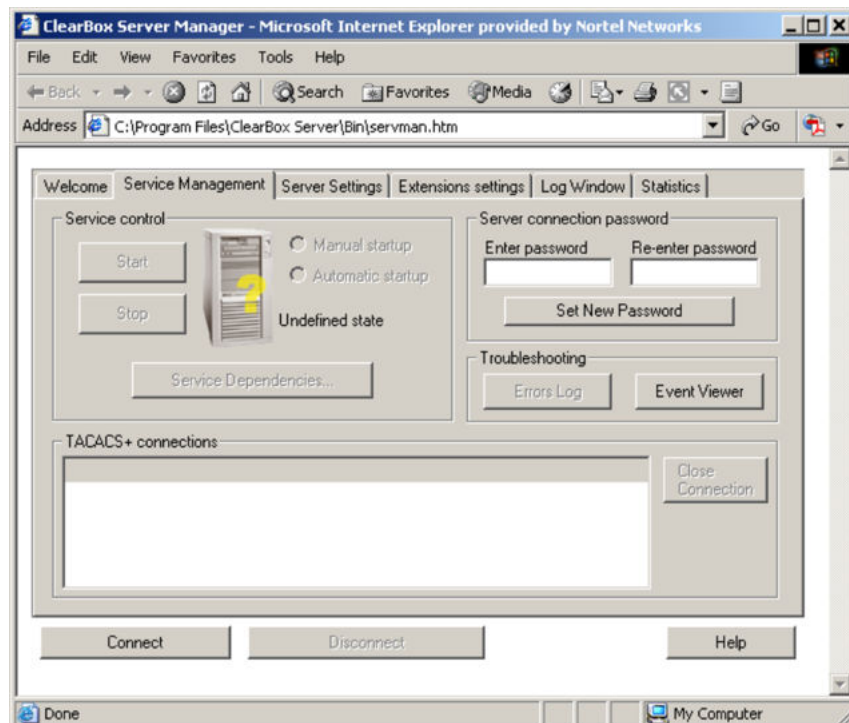 ClearBox Server Manager - Microsoft Internet Explorer provided by Nortel Networks
File Edit View Favorites Tools Help
Back Search Favorites Media
Address C:\Program Files\ClearBox Server\Bin\servman.htm Go
Welcome Service Management Server Settings Extensions settings Log Window Statistics
Service control
Start
Stop
Manual startup
Automatic startup
?
Undefined state
Service Dependencies...
Server connection password
Enter password Re-enter password
Set New Password
Troubleshooting
Errors Log Event Viewer
TACACS+ connections
Close
Connection
Connect Disconnect Help
Done My Computer